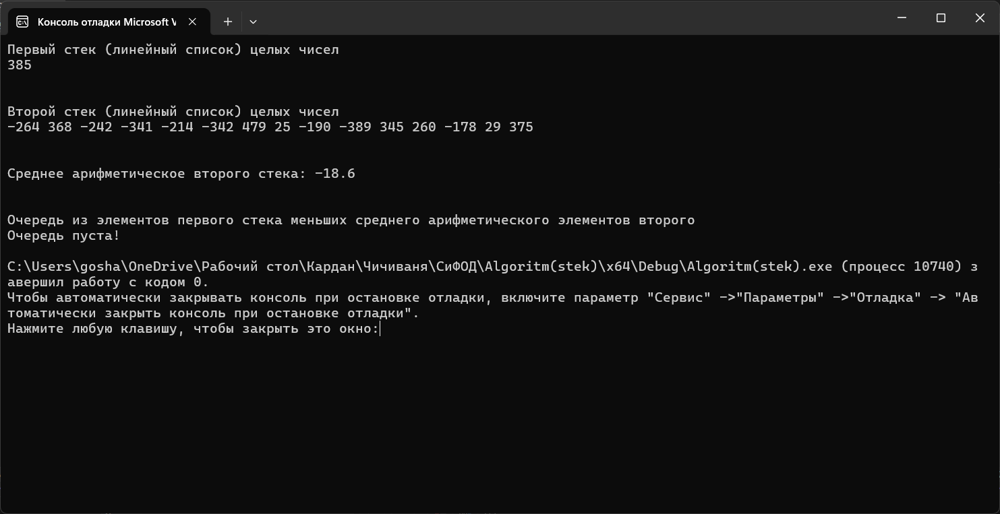 Консоль отладки Microsoft V
Первый стек (линейный список) целых чисел
385
Второй стек (линейный список) целых чисел
-264 368 -242 -341 -214 -342 479 25 -190 -389 345 260 -178 29 375
Среднее арифметическое второго стека: -18.6
Очередь из элементов первого стека меньших среднего арифметического элементов второго
Очередь пуста!
C:\Users\gosha\OneDrive\Рабочий стол\Кардан\Чичиваня\СиФОД\Algoritm(stek)\x64\Debug\Algoritm(stek).exe (процесс 10740) з
авершил работу с кодом 0.
Чтобы автоматически закрывать консоль при остановке отладки, включите параметр "Сервис" ->"Параметры" ->"Отладка" -> "Ав
томатически закрыть консоль при остановке отладки".
Нажмите любую клавишу, чтобы закрыть это окно: